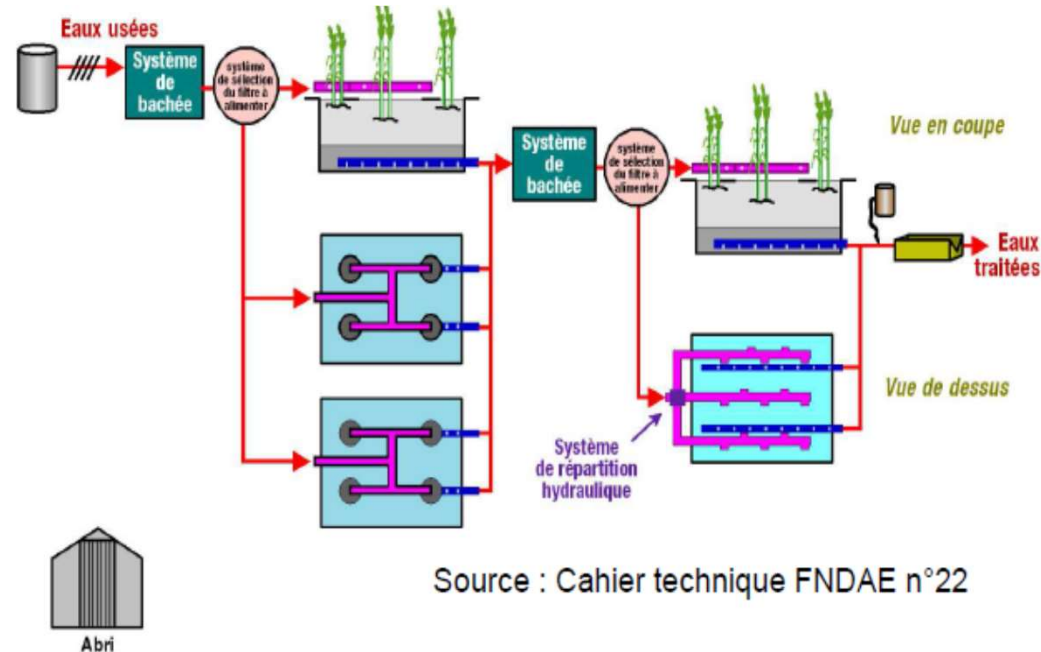 Eaux usées
Système
de
bachée
système
de sélection
du filtre à
alimenter
Vue en coupe
Système
de
bachée
système
de sélection
du filtre à
alimenter
Eaux
traitées
Vue de dessus
Système
de répartition
hydraulique
Source : Cahier technique FNDAE n°22
Abri